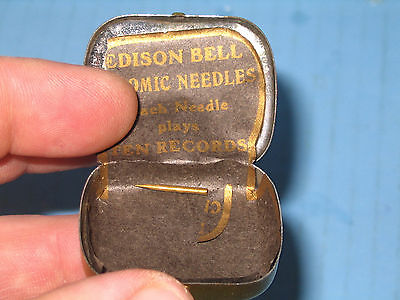 EDISON BELL
OMIC NEEDLES
ach Needle
plays
EEN RECORDS